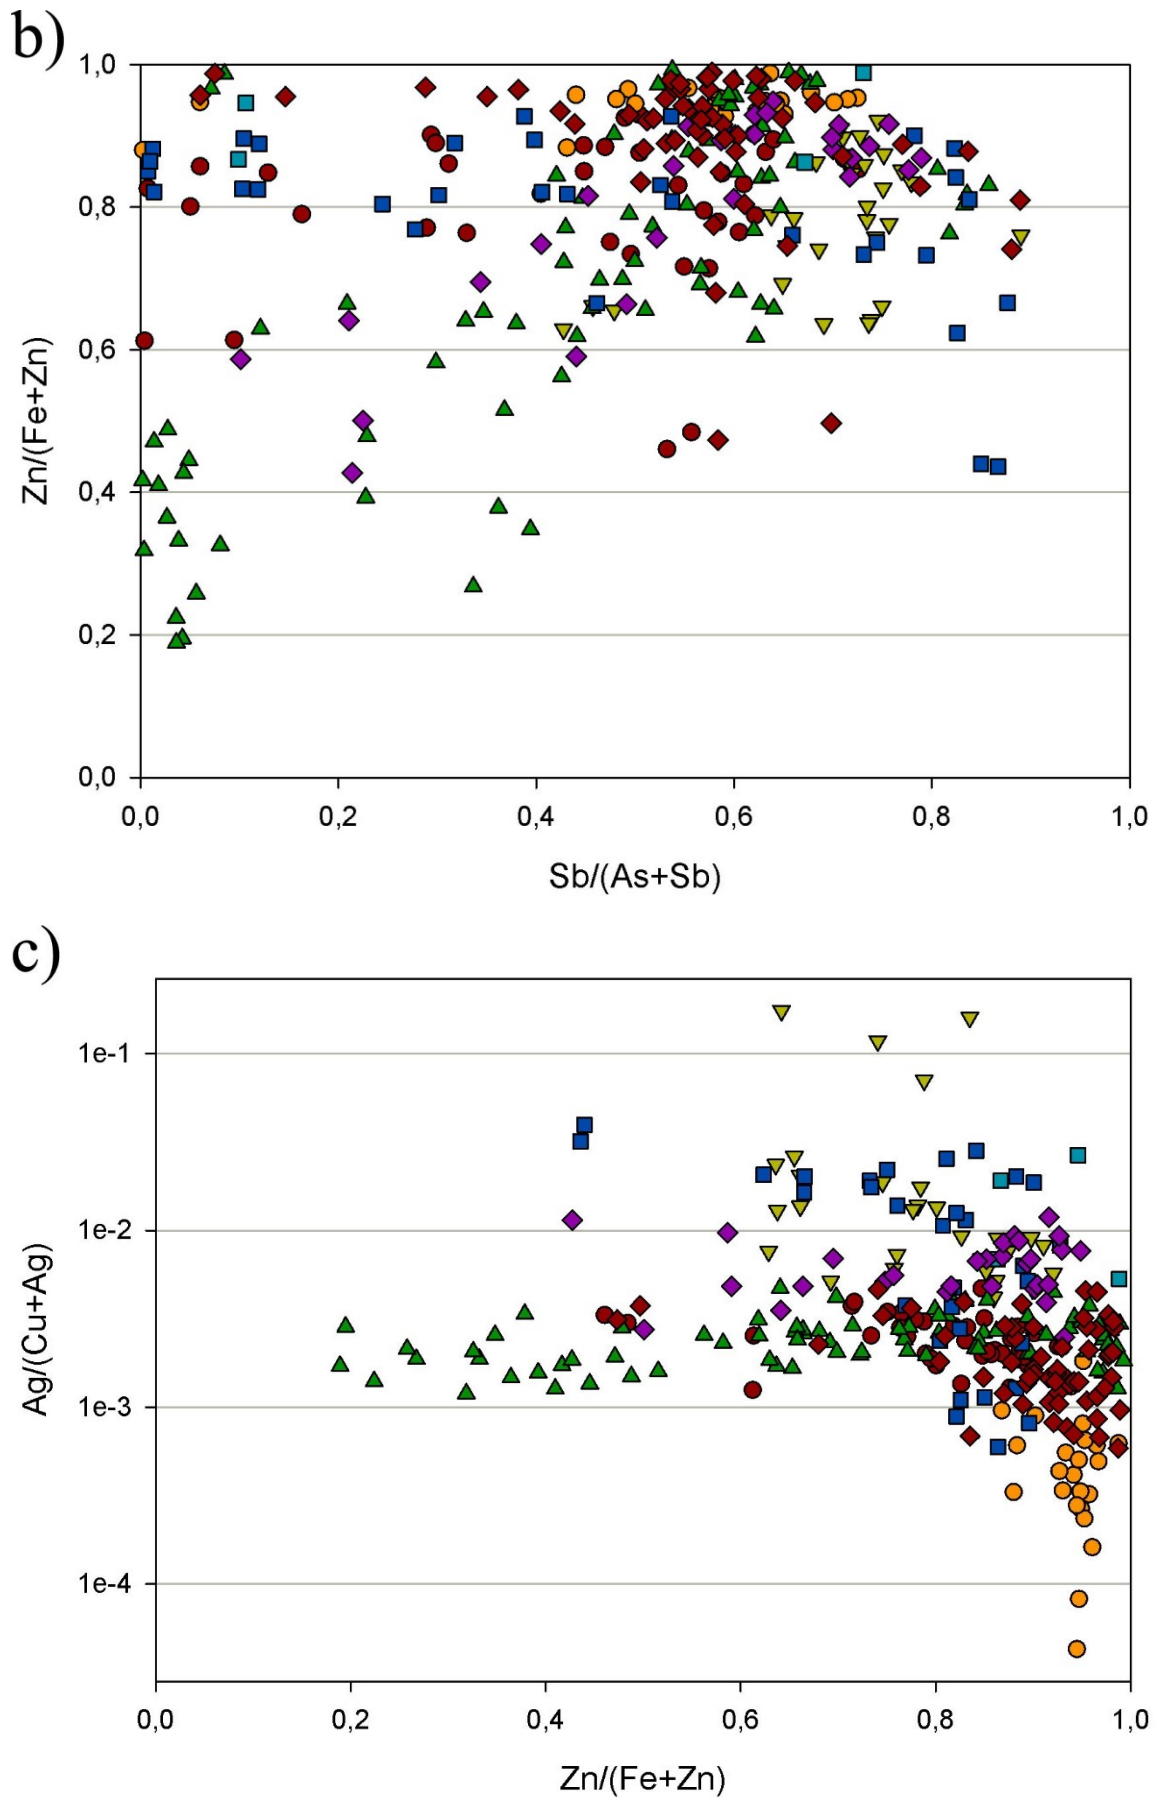 b)
1,0
0,8
0,6
0,4
0,2
0,0
Zn/(Fe+Zn)
0,0 0,2 0,4 0,6 0,8 1,0
Sb/(As+Sb)
c)
1e-1
1e-2
1e-3
1e-4
Ag/(Cu+Ag)
0,0 0,2 0,4 0,6 0,8 1,0
Zn/(Fe+Zn)